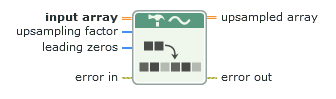 input array
upsampling factor
leading zeros
error in
upsampled array
error out